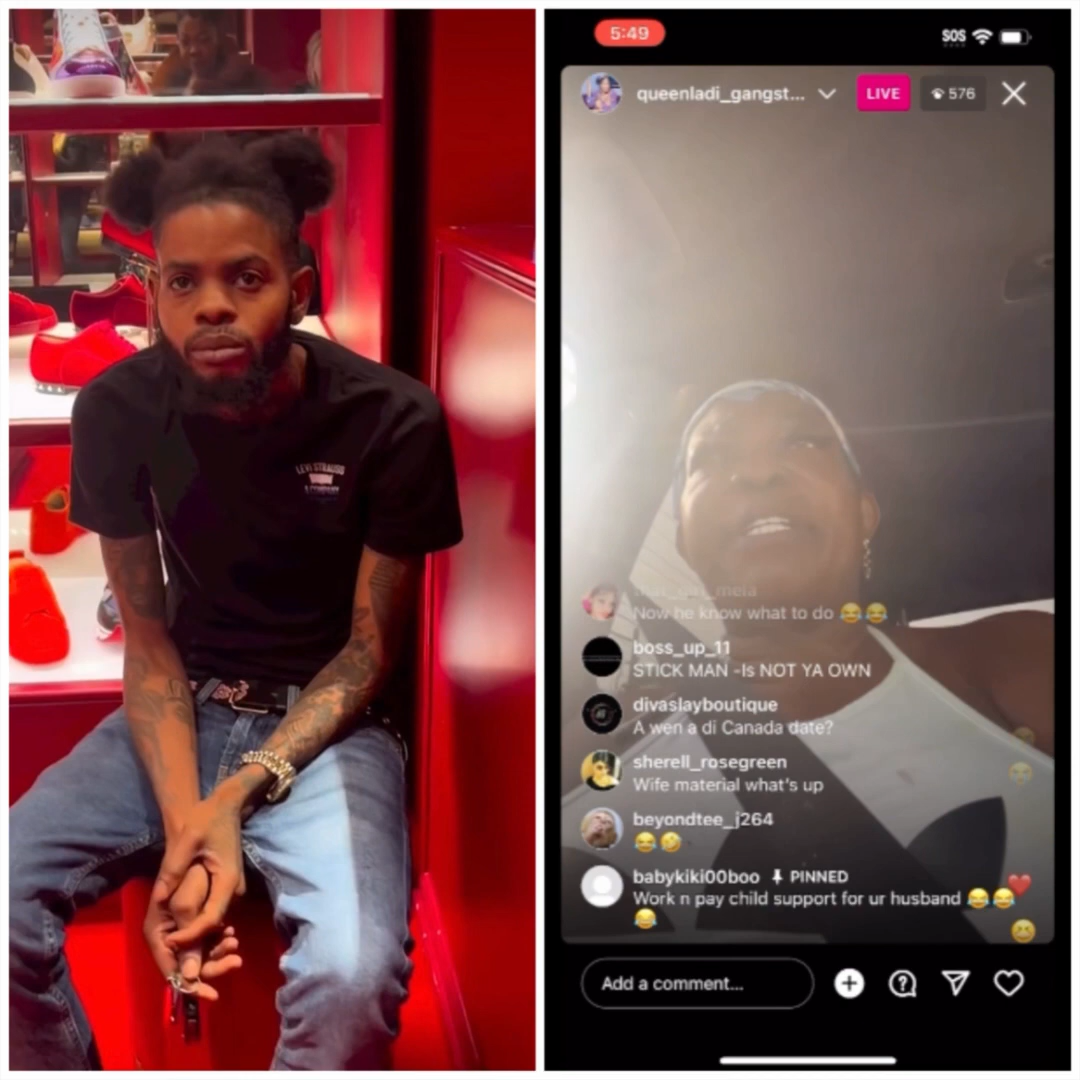 LEVI STRAUSS
& COMPANY
5:49
SOS
queenladi_gangst...
LIVE
576
Now he know what to do 😂😂
boss_up_11
STICK MAN -Is NOT YA OWN
divaslayboutique
A wen a di Canada date?
sherell_rosegreen
Wife material what's up
beyondtee_j264
😂🤣
babykiki00boo PINNED
Work n pay child support for ur husband 😂😂
😂
Add a comment...